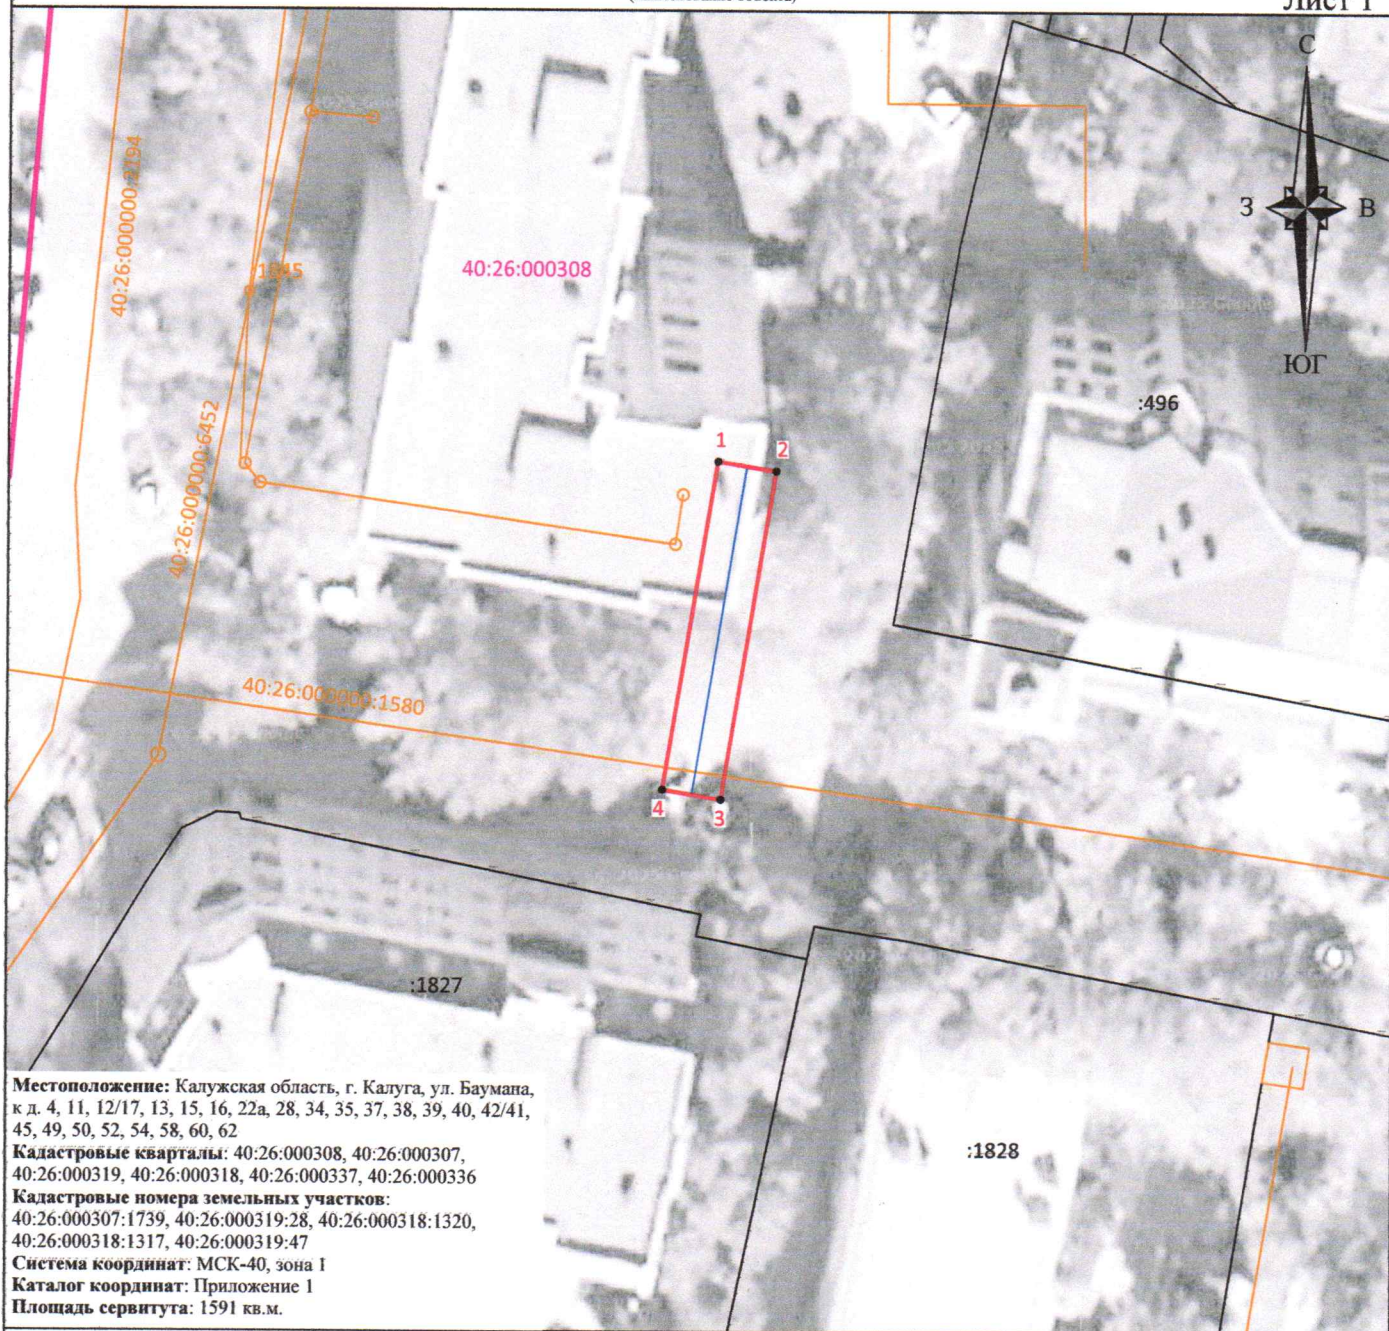 Лист 1
С
З
В
ЮГ
40:26:000000:2194
:1845
40:26:000308
40:26:000000:6452
:496
1
2
40:26:000000:1580
4
3
:1827
:1828
Местоположение: Калужская область, г. Калуга, ул. Баумана,
к д. 4, 11, 12/17, 13, 15, 16, 22а, 28, 34, 35, 37, 38, 39, 40, 42/41,
45, 49, 50, 52, 54, 58, 60, 62
Кадастровые кварталы: 40:26:000308, 40:26:000307,
40:26:000319, 40:26:000318, 40:26:000337, 40:26:000336
Кадастровые номера земельных участков:
40:26:000307:1739, 40:26:000319:28, 40:26:000318:1320,
40:26:000318:1317, 40:26:000319:47
Система координат: МСК-40, зона 1
Каталог координат: Приложение 1
Площадь сервитута: 1591 кв.м.